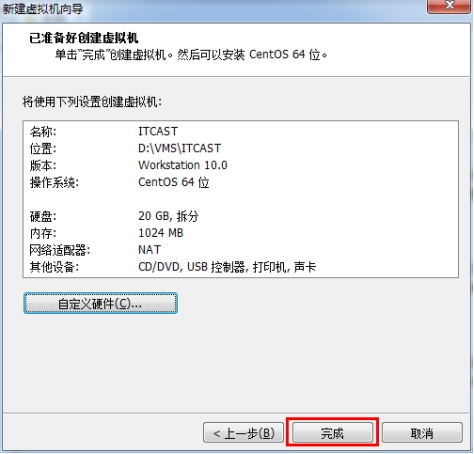 新建虚拟机向导
已准备好创建虚拟机
单击“完成”创建虚拟机。然后可以安装 CentOS 64 位。
将使用下列设置创建虚拟机:
名称: ITCAST
位置: D:\VMS\ITCAST
版本: Workstation 10.0
操作系统: CentOS 64 位
硬盘: 20 GB, 拆分
内存: 1024 MB
网络适配器: NAT
其他设备: CD/DVD, USB 控制器, 打印机, 声卡
自定义硬件(C)...
< 上一步(B) 完成 取消